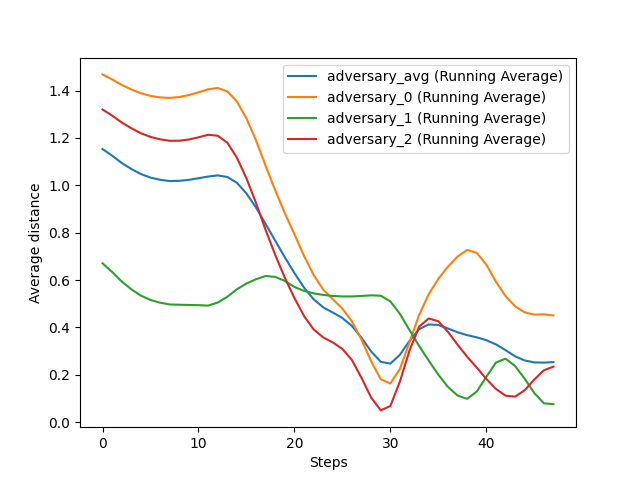 adversary_avg (Running Average)
adversary_0 (Running Average)
adversary_1 (Running Average)
adversary_2 (Running Average)
Average distance
1.4
1.2
1.0
0.8
0.6
0.4
0.2
0.0
0 10 20 30 40
Steps